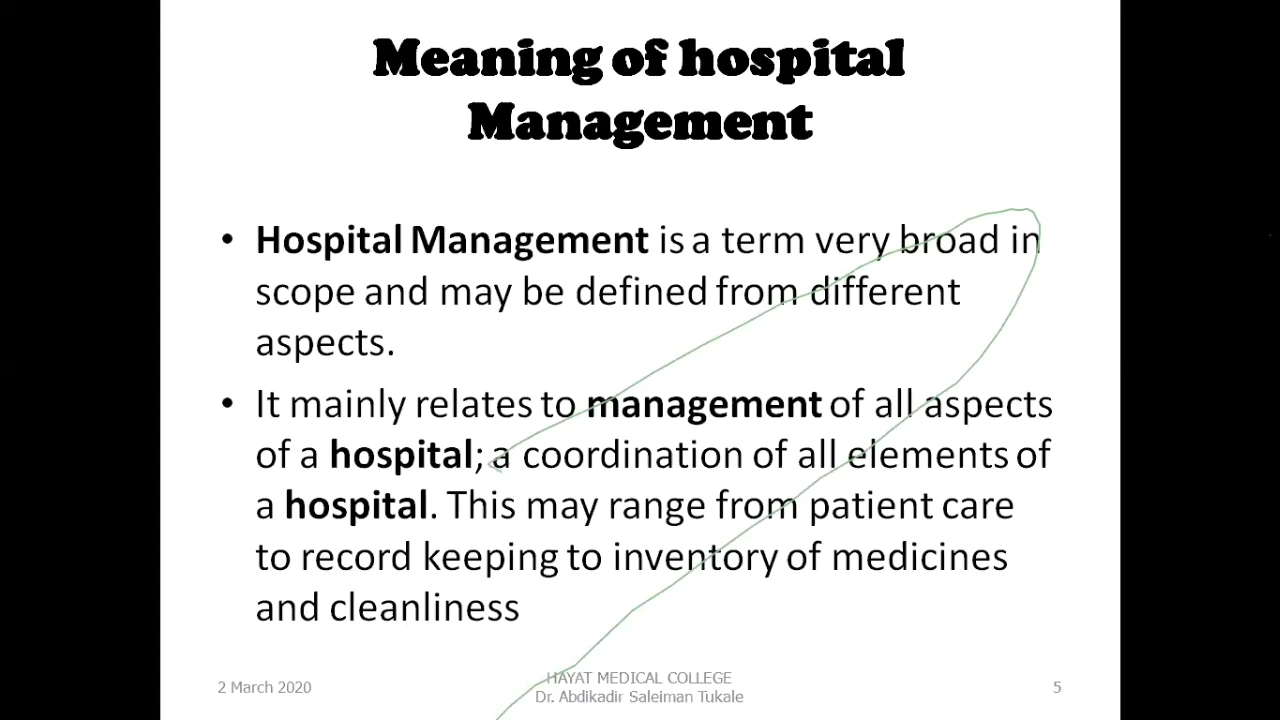 Meaning of hospital
Management
• Hospital Management is a term very broad in
scope and may be defined from different
aspects.
• It mainly relates to management of all aspects
of a hospital; a coordination of all elements of
a hospital. This may range from patient care
to record keeping to inventory of medicines
and cleanliness
2 March 2020
HAYAT MEDICAL COLLEGE
Dr. Abdikadir Saleiman Tukale
5